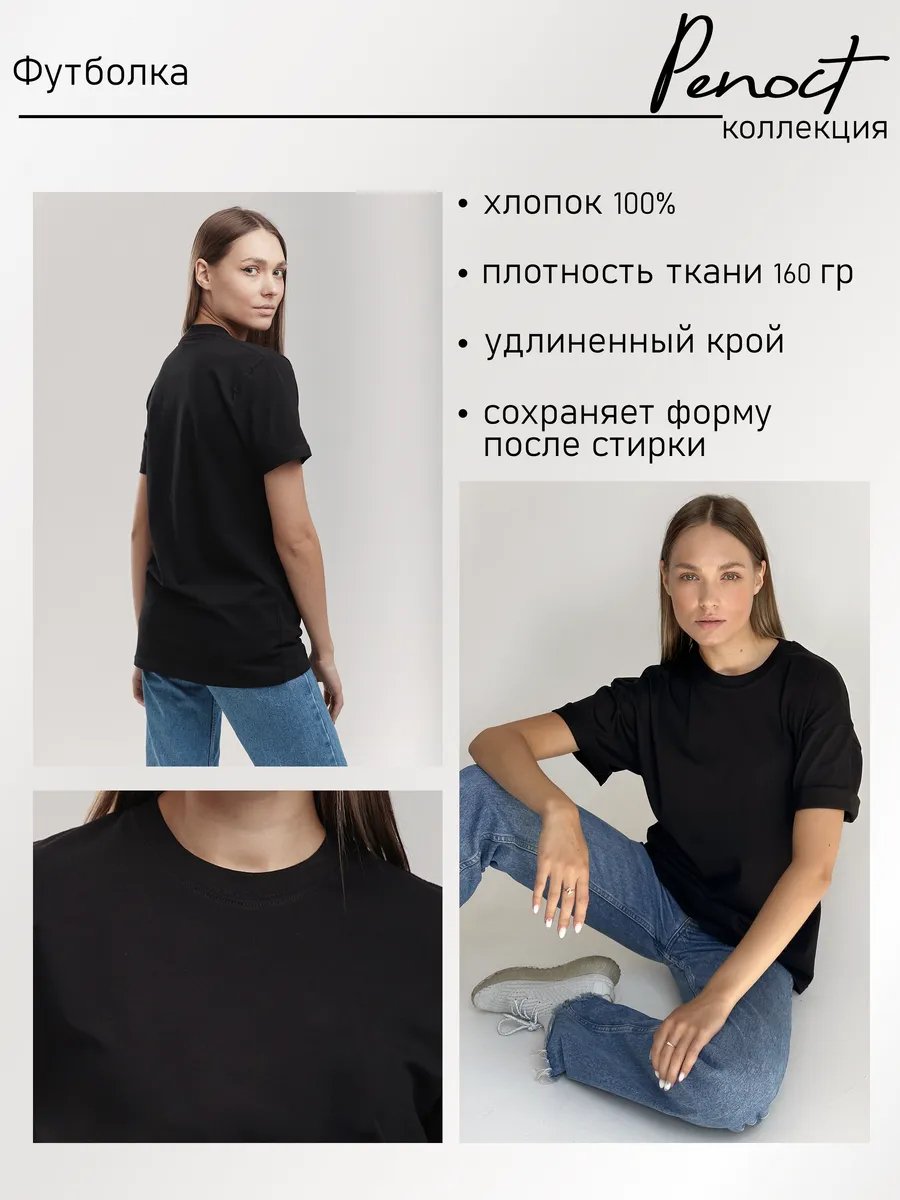 Футболка
Репост
коллекция
• хлопок 100%
• плотность ткани 160 гр
• удлиненный крой
• сохраняет форму
после стирки